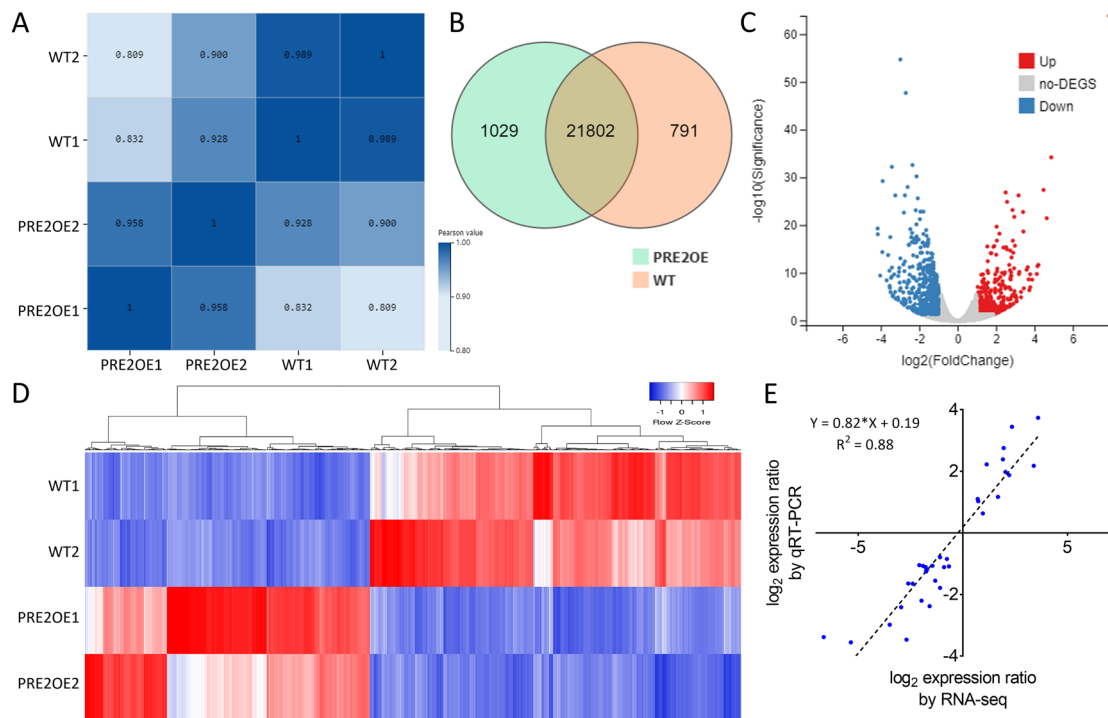 A
WT2
0.809
0.900
0.989
1
WT1
0.832
0.928
1
0.989
PRE2OE2
0.958
1
0.928
0.900
PRE2OE1
1
0.958
0.832
0.809
PRE2OE1
PRE2OE2
WT1
WT2
Pearson value
1.00
0.90
0.80
B
1029
21802
791
PRE2OE
WT
C
-log10(Significance)
60
50
40
30
20
10
0
-6
-4
-2
0
2
4
6
log2(FoldChange)
Up
no-DEGS
Down
D
-1
0
1
Row Z-Score
WT1
WT2
PRE2OE1
PRE2OE2
E
Y = 0.82*X + 0.19
R² = 0.88
log₂ expression ratio
by qRT-PCR
4
2
-2
-4
-5
5
log₂ expression ratio
by RNA-seq